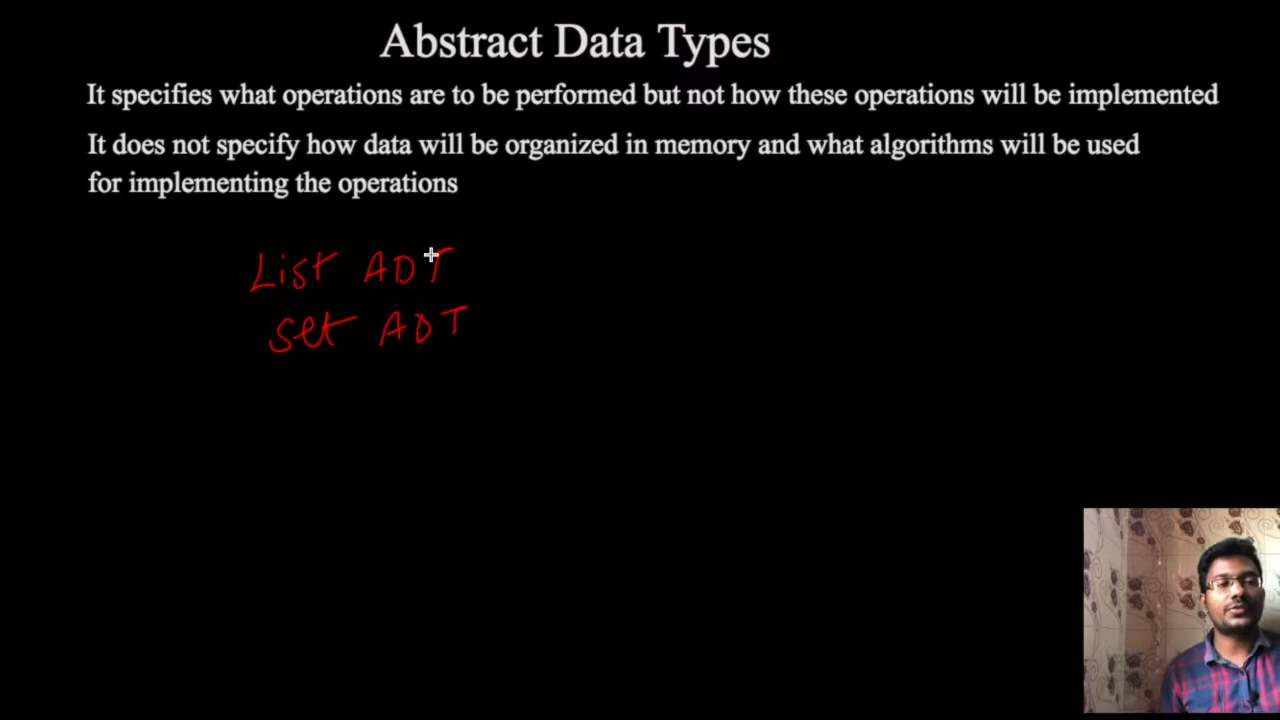 Abstract Data Types
It specifies what operations are to be performed but not how these operations will be implemented
It does not specify how data will be organized in memory and what algorithms will be used
for implementing the operations
List ADT
set ADT